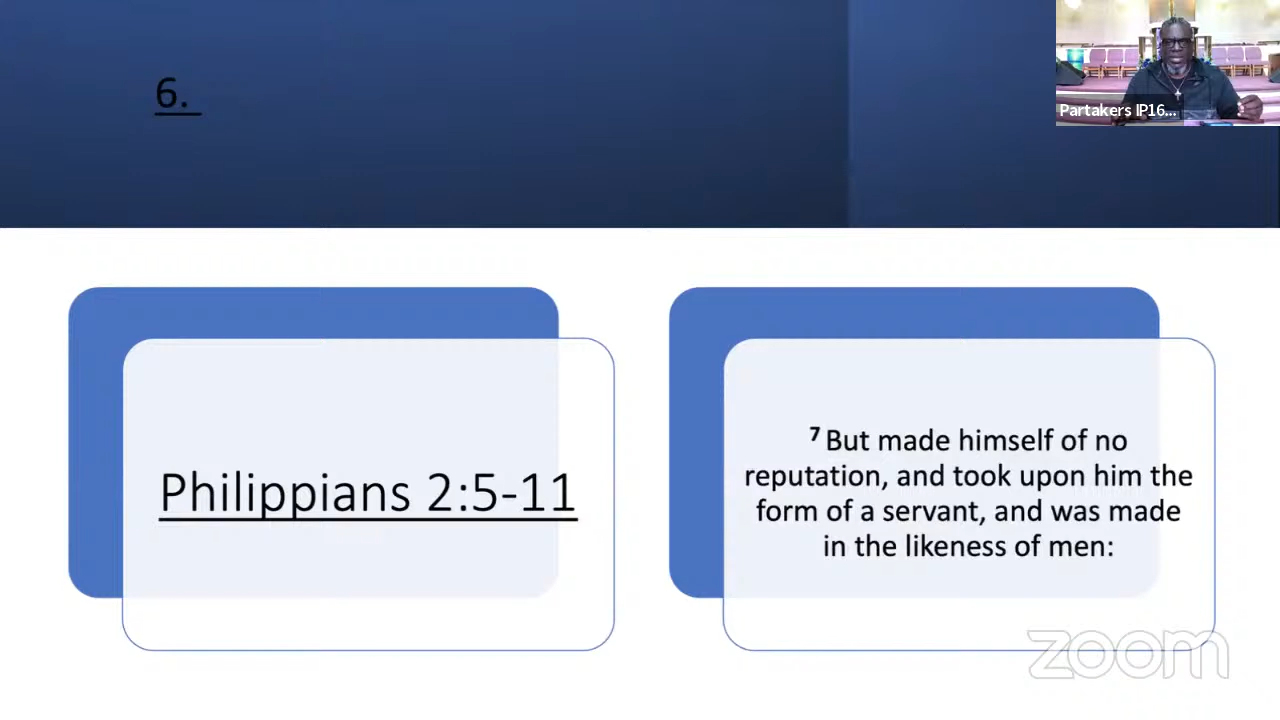 6.
Partakers IP16...
Philippians 2:5-11
7 But made himself of no
reputation, and took upon him the
form of a servant, and was made
in the likeness of men:
zoom